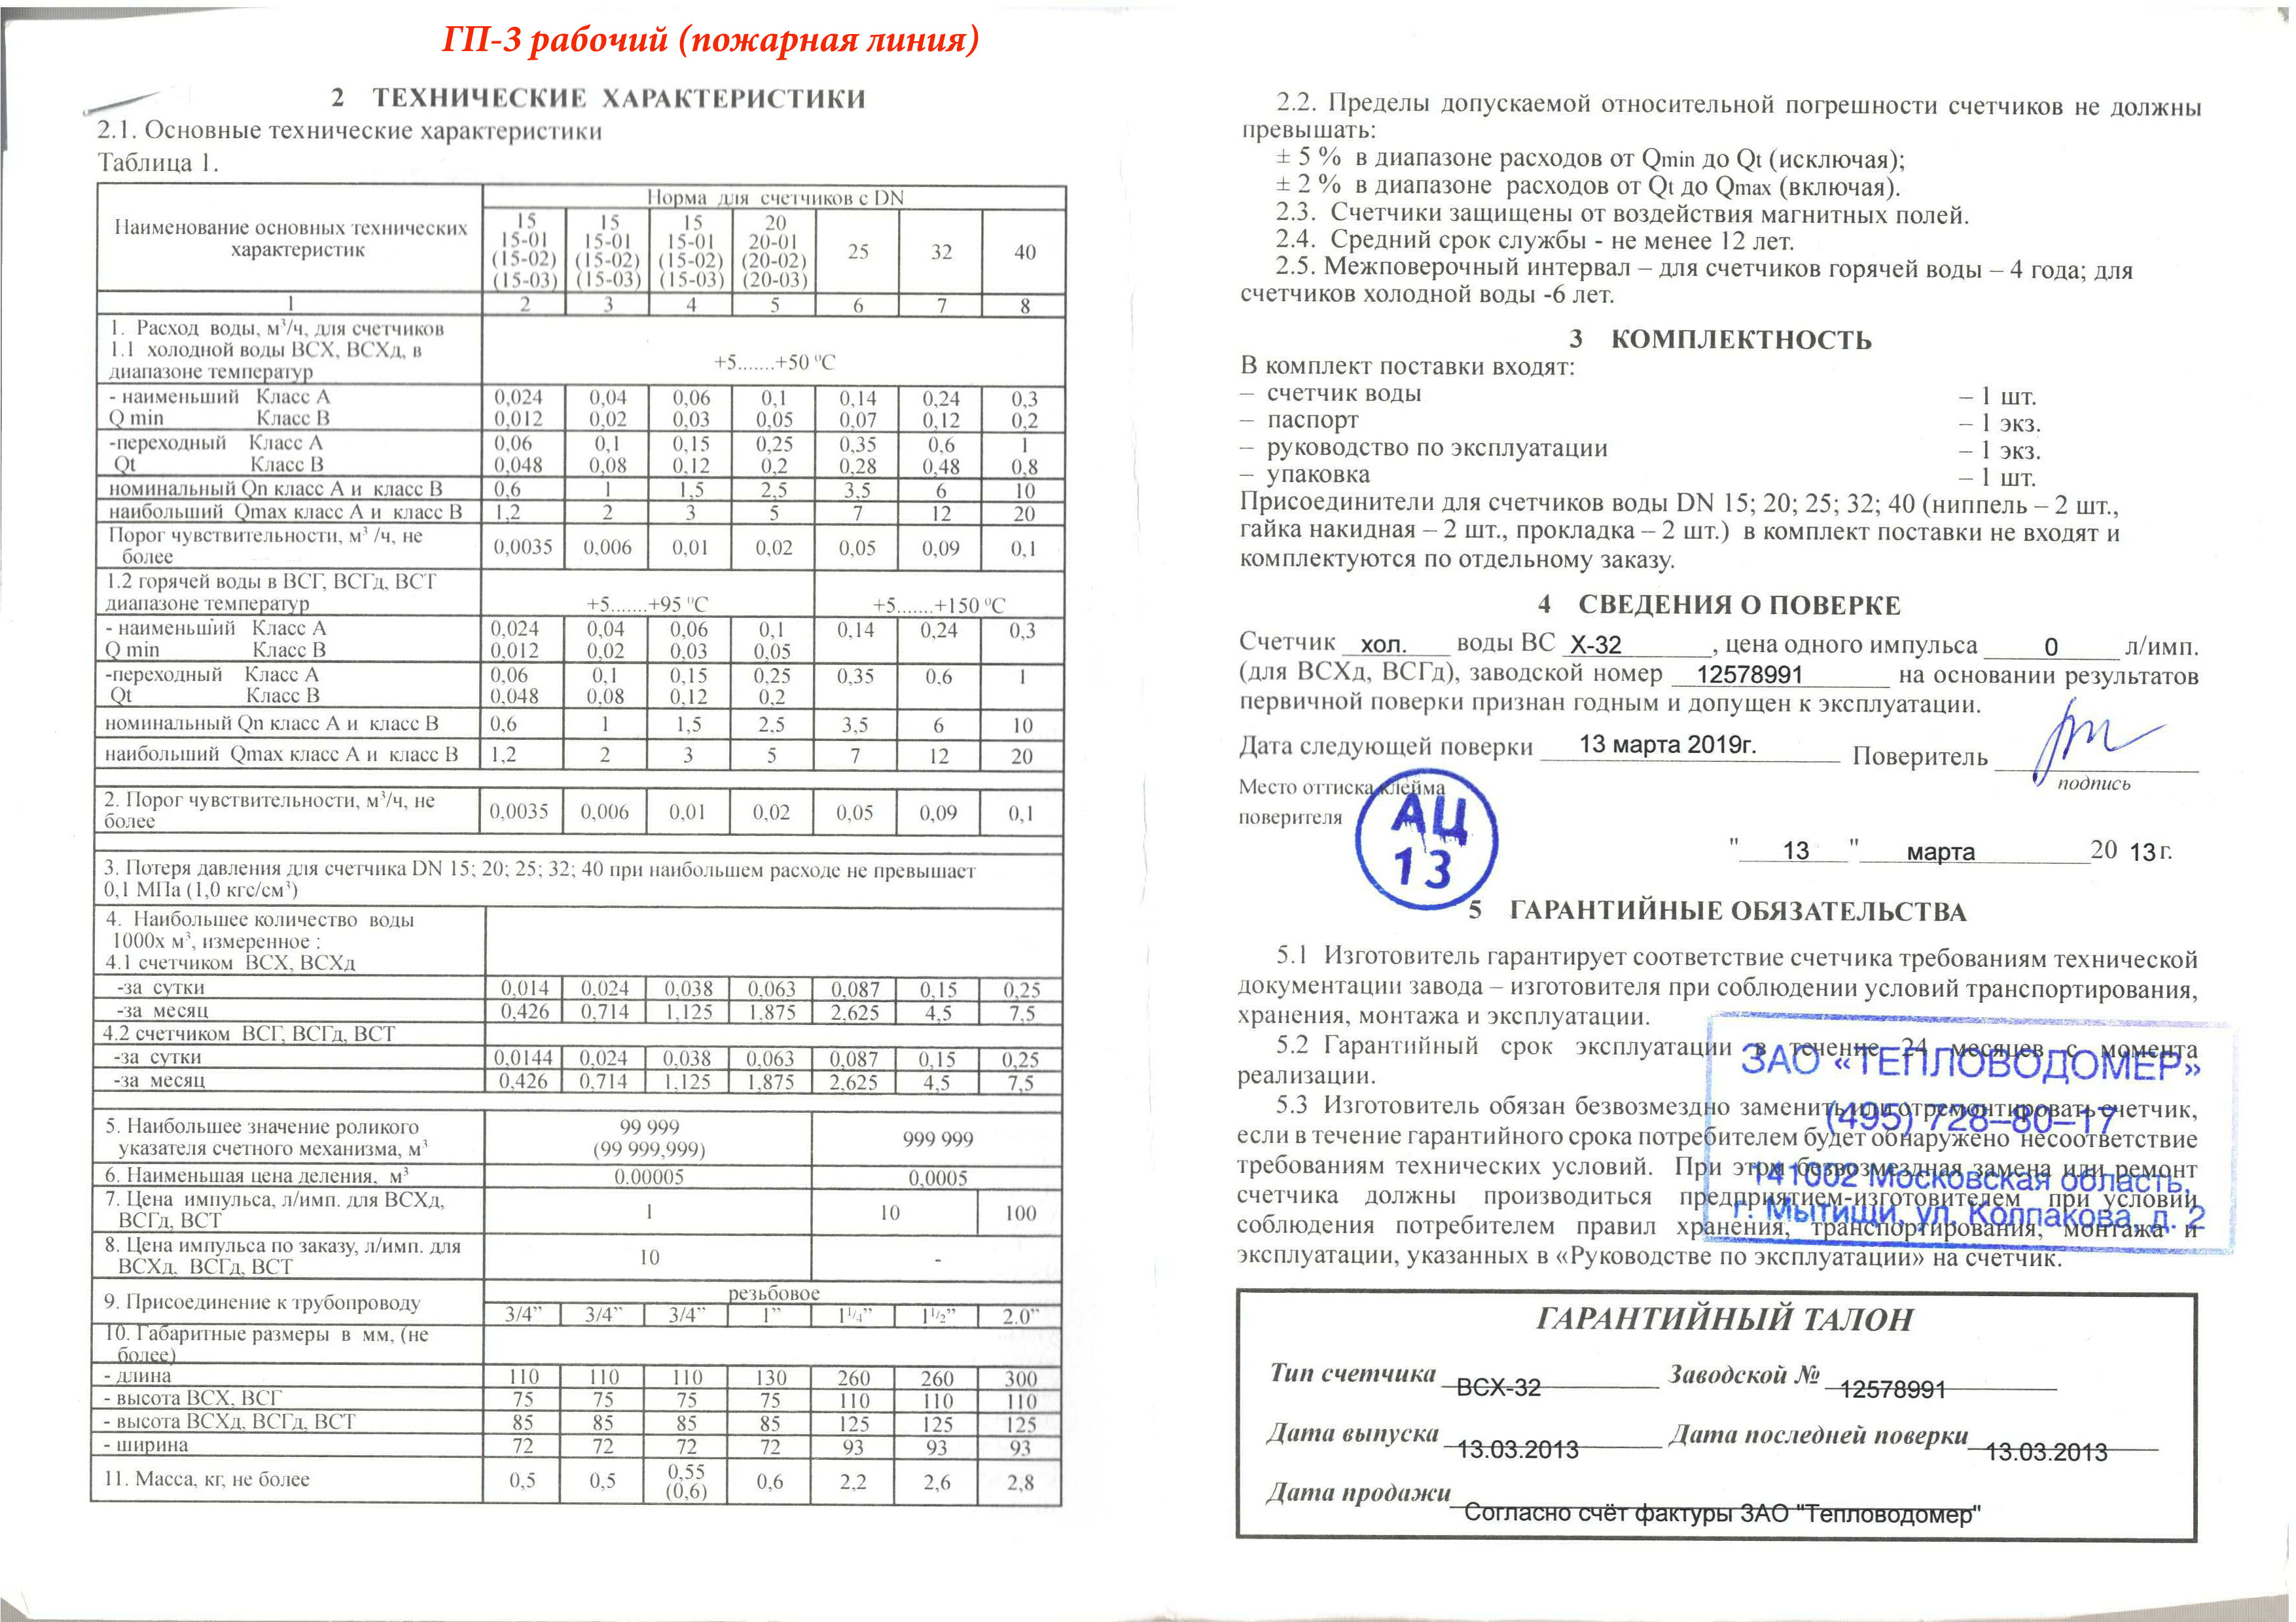 ГП-3 рабочий (пожарная линия)
2 ТЕХНИЧЕСКИЕ ХАРАКТЕРИСТИКИ
2.1. Основные технические характеристики
Таблица 1.
Наименование основных технических характеристик
Норма для счетчиков с DN
15 15-01 (15-02) (15-03) | 15 15-01 (15-02) (15-03) | 15 15-01 (15-02) (15-03) | 20 20-01 (20-02) (20-03) | 25 | 32 | 40
1 2 3 4 5 6 7 8
1. Расход воды, м³/ч, для счетчиков
1.1 холодной воды ВСХ, ВСХд, в
диапазоне температур +5.......+50 ºС
- наименьший Класс А 0,024 0,04 0,06 0,1 0,14 0,24 0,3
Q min Класс В 0,012 0,02 0,03 0,05 0,07 0,12 0,2
-переходный Класс А 0,06 0,1 0,15 0,25 0,35 0,6 1
Qt Класс В 0,048 0,08 0,12 0,2 0,28 0,48 0,8
номинальный Qn класс А и класс В 0,6 1 1,5 2,5 3,5 6 10
наибольший Qmax класс А и класс В 1,2 2 3 5 7 12 20
Порог чувствительности, м³ /ч, не
более 0,0035 0,006 0,01 0,02 0,05 0,09 0,1
1.2 горячей воды в ВСГ, ВСГд, ВСТ
диапазоне температур +5.......+95 ºС +5.......+150 ºС
- наименьший Класс А 0,024 0,04 0,06 0,1 0,14 0,24 0,3
Q min Класс В 0,012 0,02 0,03 0,05
-переходный Класс А 0,06 0,1 0,15 0,25 0,35 0,6 1
Qt Класс В 0,048 0,08 0,12 0,2
номинальный Qn класс А и класс В 0,6 1 1,5 2,5 3,5 6 10
наибольший Qmax класс А и класс В 1,2 2 3 5 7 12 20
2. Порог чувствительности, м³/ч, не
более 0,0035 0,006 0,01 0,02 0,05 0,09 0,1
3. Потеря давления для счетчика DN 15; 20; 25; 32; 40 при наибольшем расходе не превышает
0,1 МПа (1,0 кгс/см³)
4. Наибольшее количество воды
1000х м³, измеренное :
4.1 счетчиком ВСХ, ВСХд
-за сутки 0,014 0,024 0,038 0,063 0,087 0,15 0,25
-за месяц 0,426 0,714 1,125 1,875 2,625 4,5 7,5
4.2 счетчиком ВСГ, ВСГд, ВСТ
-за сутки 0,0144 0,024 0,038 0,063 0,087 0,15 0,25
-за месяц 0,426 0,714 1,125 1,875 2,625 4,5 7,5
5. Наибольшее значение роликого 99 999 999 999
указателя счетного механизма, м³ (99 999,999)
6. Наименьшая цена деления, м³ 0.00005 0,0005
7. Цена импульса, л/имп. для ВСХд,
ВСГд, ВСТ 1 10 100
8. Цена импульса по заказу, л/имп. для
ВСХд, ВСГд, ВСТ 10 -
9. Присоединение к трубопроводу резьбовое
3/4” 3/4” 3/4” 1” 1¹/₄” 1¹/₂” 2.0”
10. Габаритные размеры в мм, (не
более)
- длина 110 110 110 130 260 260 300
- высота ВСХ, ВСГ 75 75 75 75 110 110 110
- высота ВСХд, ВСГд, ВСТ 85 85 85 85 125 125 125
- ширина 72 72 72 72 93 93 93
11. Масса, кг, не более 0,5 0,5 0,55 (0,6) 0,6 2,2 2,6 2,8
2.2. Пределы допускаемой относительной погрешности счетчиков не должны
превышать:
± 5 % в диапазоне расходов от Qmin до Qt (исключая);
± 2 % в диапазоне расходов от Qt до Qmax (включая).
2.3. Счетчики защищены от воздействия магнитных полей.
2.4. Средний срок службы - не менее 12 лет.
2.5. Межповерочный интервал – для счетчиков горячей воды – 4 года; для
счетчиков холодной воды -6 лет.
3 КОМПЛЕКТНОСТЬ
В комплект поставки входят:
– счетчик воды – 1 шт.
– паспорт – 1 экз.
– руководство по эксплуатации – 1 экз.
– упаковка – 1 шт.
Присоединители для счетчиков воды DN 15; 20; 25; 32; 40 (ниппель – 2 шт.,
гайка накидная – 2 шт., прокладка – 2 шт.) в комплект поставки не входят и
комплектуются по отдельному заказу.
4 СВЕДЕНИЯ О ПОВЕРКЕ
Счетчик хол. воды ВС Х-32 , цена одного импульса 0 л/имп.
(для ВСХд, ВСГд), заводской номер 12578991 на основании результатов
первичной поверки признан годным и допущен к эксплуатации.
Дата следующей поверки 13 марта 2019г. Поверитель
подпись
Место оттиска клейма
поверителя
АЦ
13
" 13 " марта 20 13 г.
5 ГАРАНТИЙНЫЕ ОБЯЗАТЕЛЬСТВА
5.1 Изготовитель гарантирует соответствие счетчика требованиям технической
документации завода – изготовителя при соблюдении условий транспортирования,
хранения, монтажа и эксплуатации.
5.2 Гарантийный срок эксплуатации в течение 24 месяцев с момента
реализации.
5.3 Изготовитель обязан безвозмездно заменить или отремонтировать счетчик,
если в течение гарантийного срока потребителем будет обнаружено несоответствие
требованиям технических условий. При этом безвозмездная замена или ремонт
счетчика должны производиться предприятием-изготовителем при условии
соблюдения потребителем правил хранения, транспортирования, монтажа и
эксплуатации, указанных в «Руководстве по эксплуатации» на счетчик.
ЗАО «ТЕПЛОВОДОМЕР»
(495) 728-80-17
141002 Московская область,
г. Мытищи, ул. Колпакова, д. 2
ГАРАНТИЙНЫЙ ТАЛОН
Тип счетчика ВСХ-32 Заводской № 12578991
Дата выпуска 13.03.2013 Дата последней поверки 13.03.2013
Дата продажи Согласно счёт фактуры ЗАО "Тепловодомер"